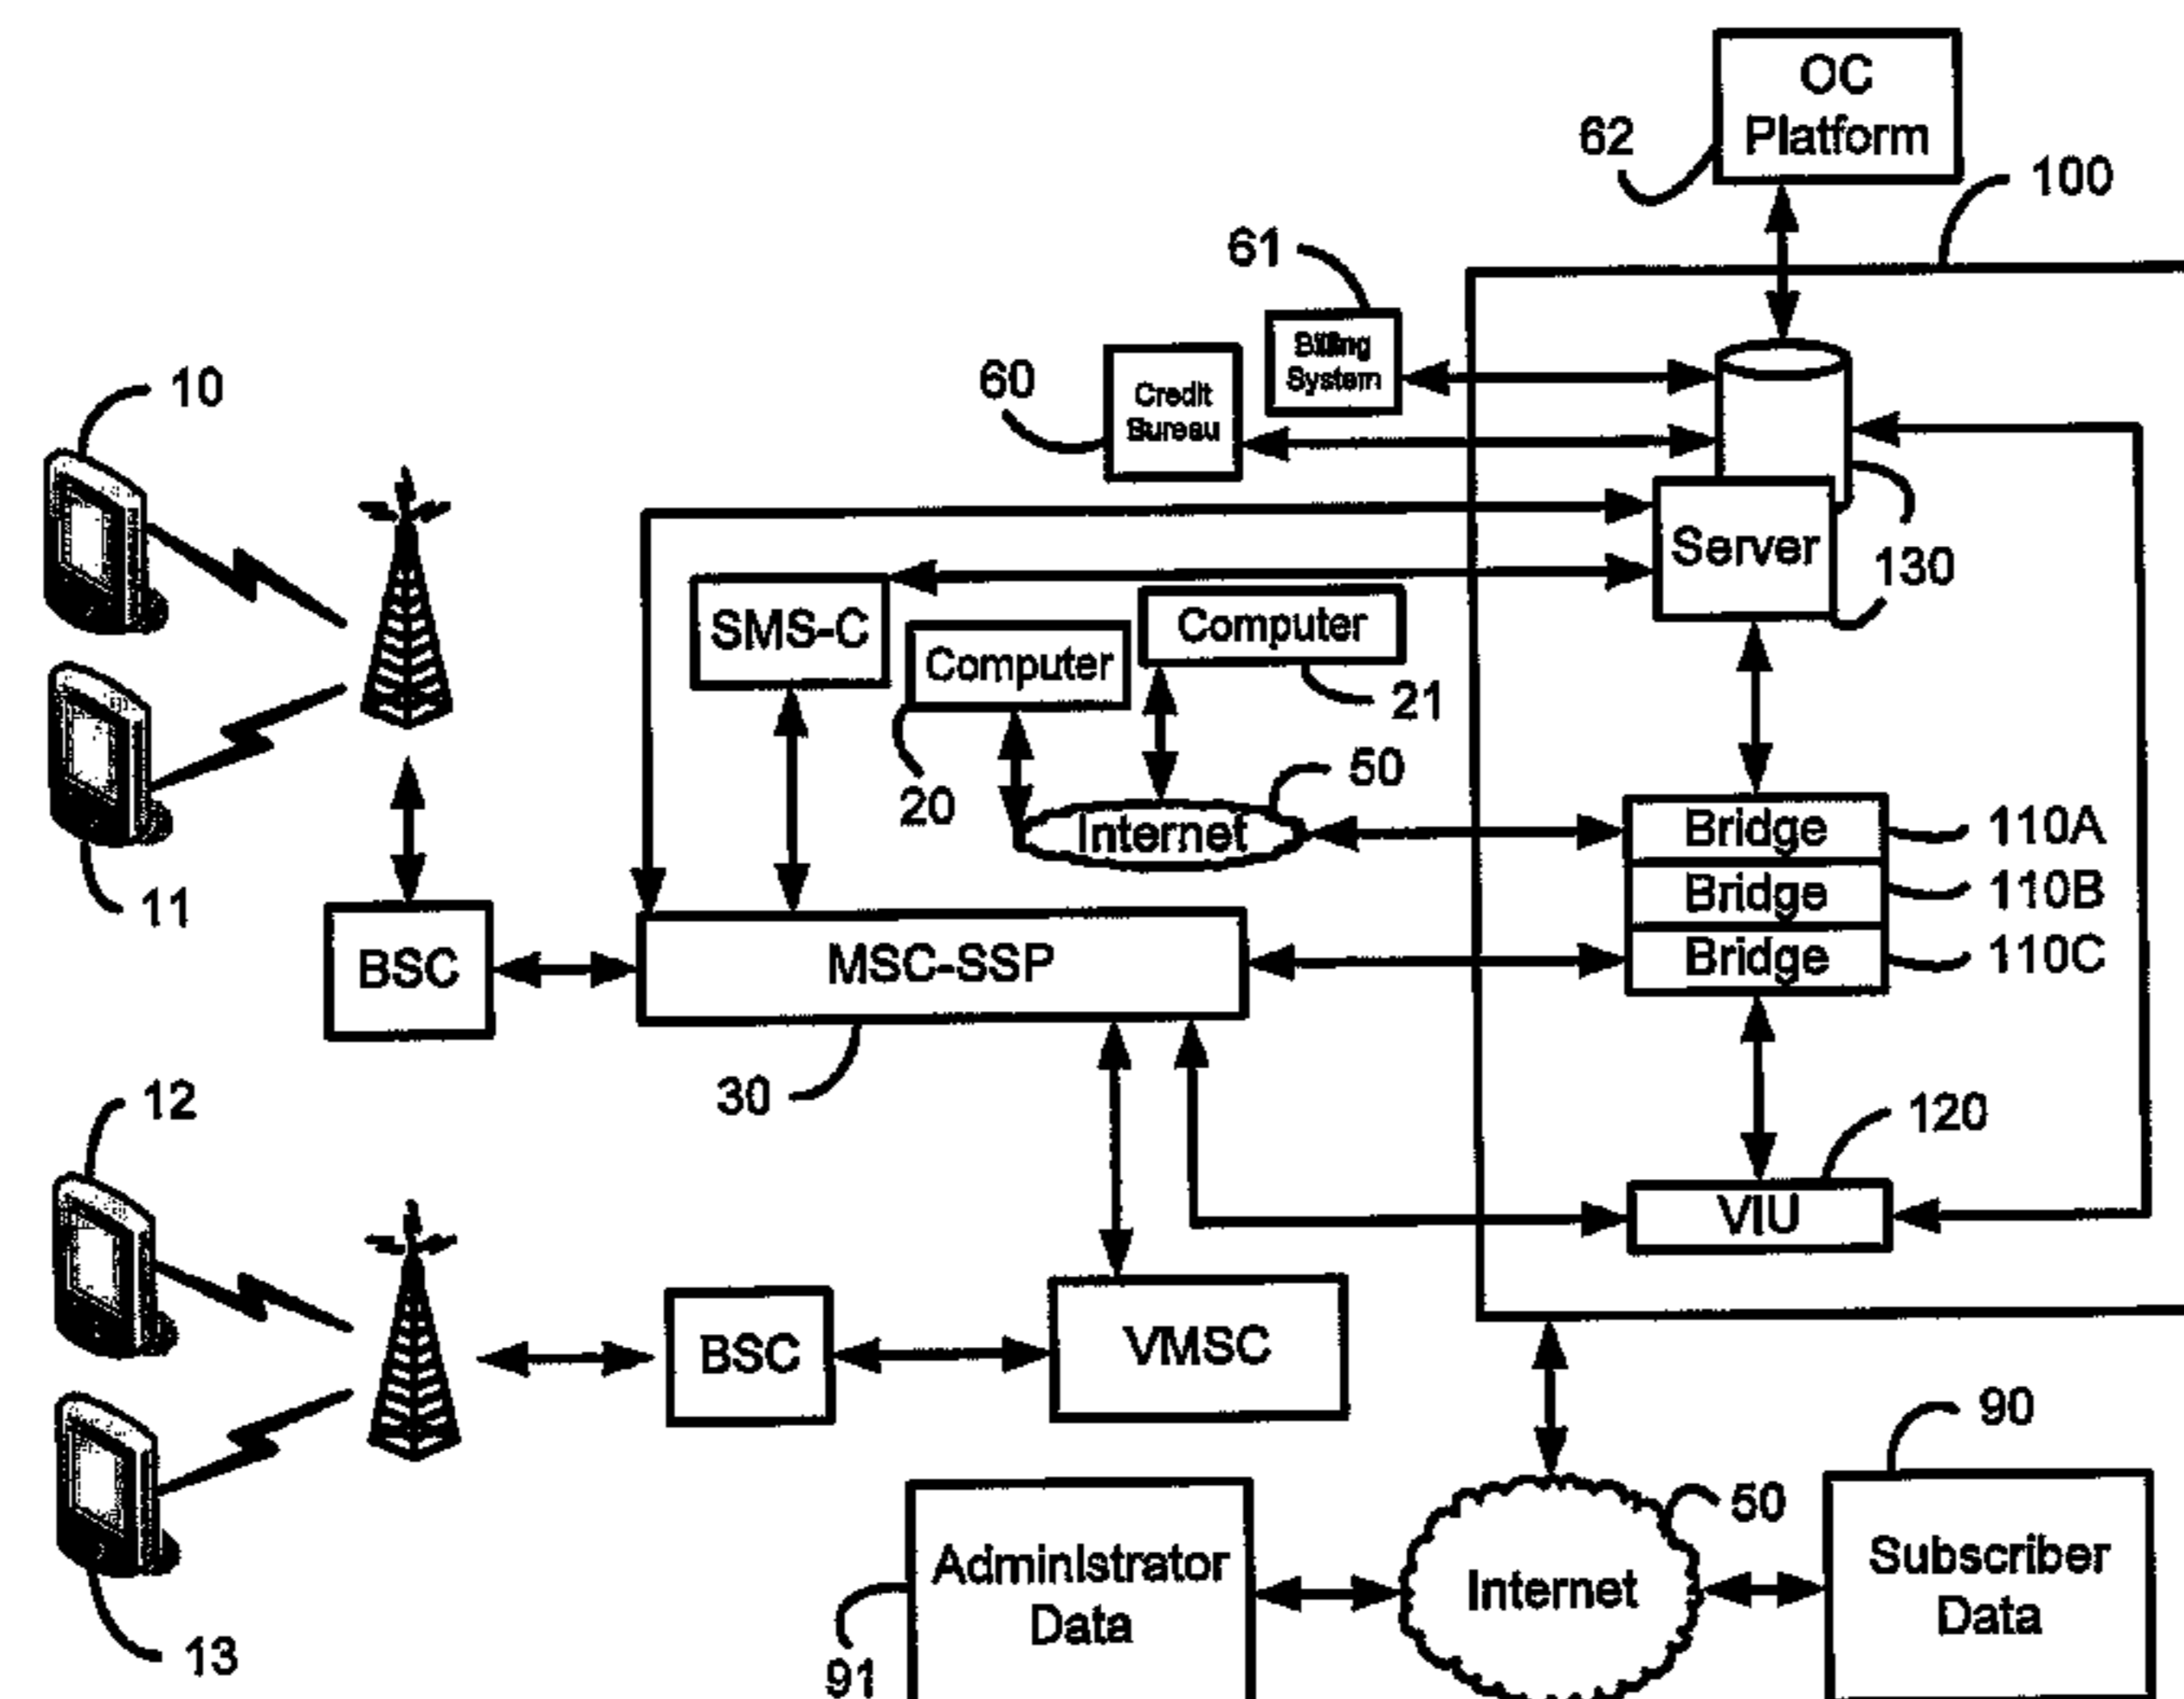 OC
Platform
62
100
61
Billing
System
60
Credit
Bureau
10
Server
130
SMS-C
Computer
Computer
21
20
50
Internet
Bridge
110A
Bridge
110B
Bridge
110C
11
BSC
MSC-SSP
30
12
120
VIU
BSC
VMSC
90
50
Administrator
Data
Internet
Subscriber
Data
13
91